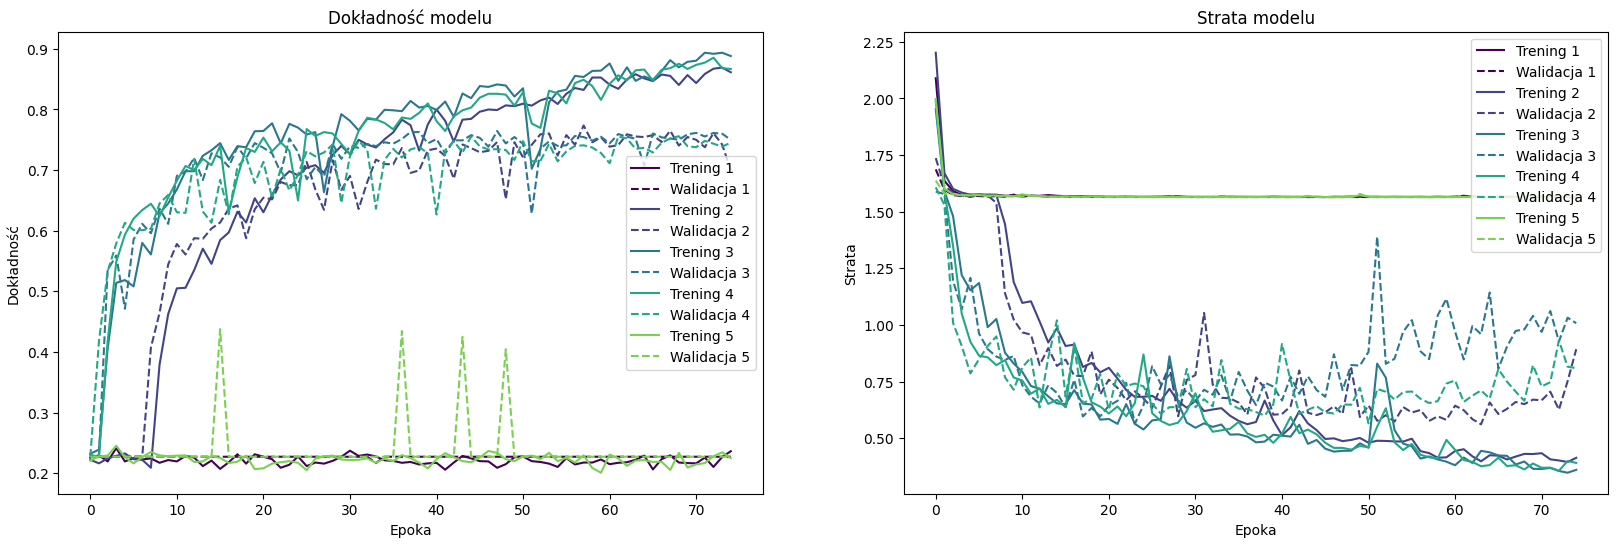 Dokładność modelu
Dokładność
0.9
0.8
0.7
0.6
0.5
0.4
0.3
0.2
0 10 20 30 40 50 60 70
Epoka
Trening 1
Walidacja 1
Trening 2
Walidacja 2
Trening 3
Walidacja 3
Trening 4
Walidacja 4
Trening 5
Walidacja 5
Strata modelu
Strata
2.25
2.00
1.75
1.50
1.25
1.00
0.75
0.50
0 10 20 30 40 50 60 70
Epoka
Trening 1
Walidacja 1
Trening 2
Walidacja 2
Trening 3
Walidacja 3
Trening 4
Walidacja 4
Trening 5
Walidacja 5